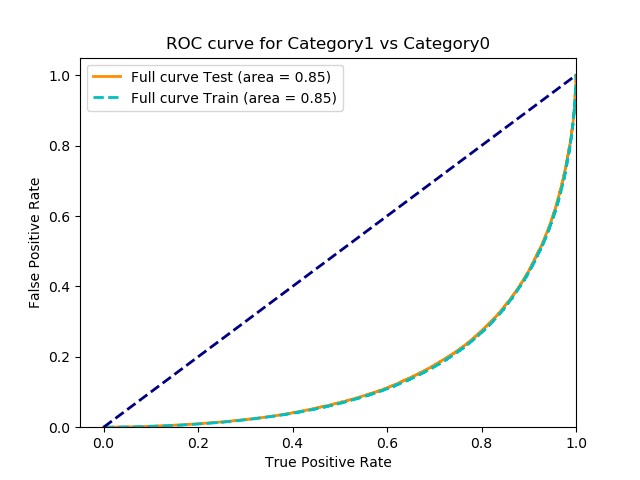 ROC curve for Category1 vs Category0
Full curve Test (area = 0.85)
Full curve Train (area = 0.85)
1.0
0.8
0.6
0.4
0.2
0.0
False Positive Rate
0.0 0.2 0.4 0.6 0.8 1.0
True Positive Rate